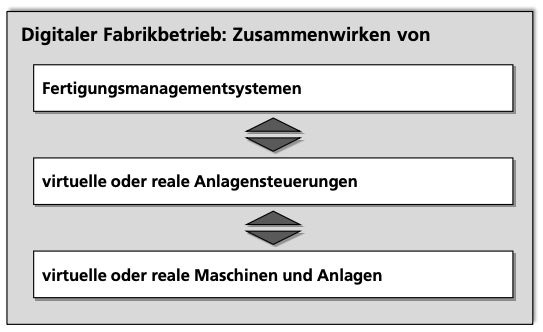 Digitaler Fabrikbetrieb: Zusammenwirken von
Fertigungsmanagementsystemen
virtuelle oder reale Anlagensteuerungen
virtuelle oder reale Maschinen und Anlagen